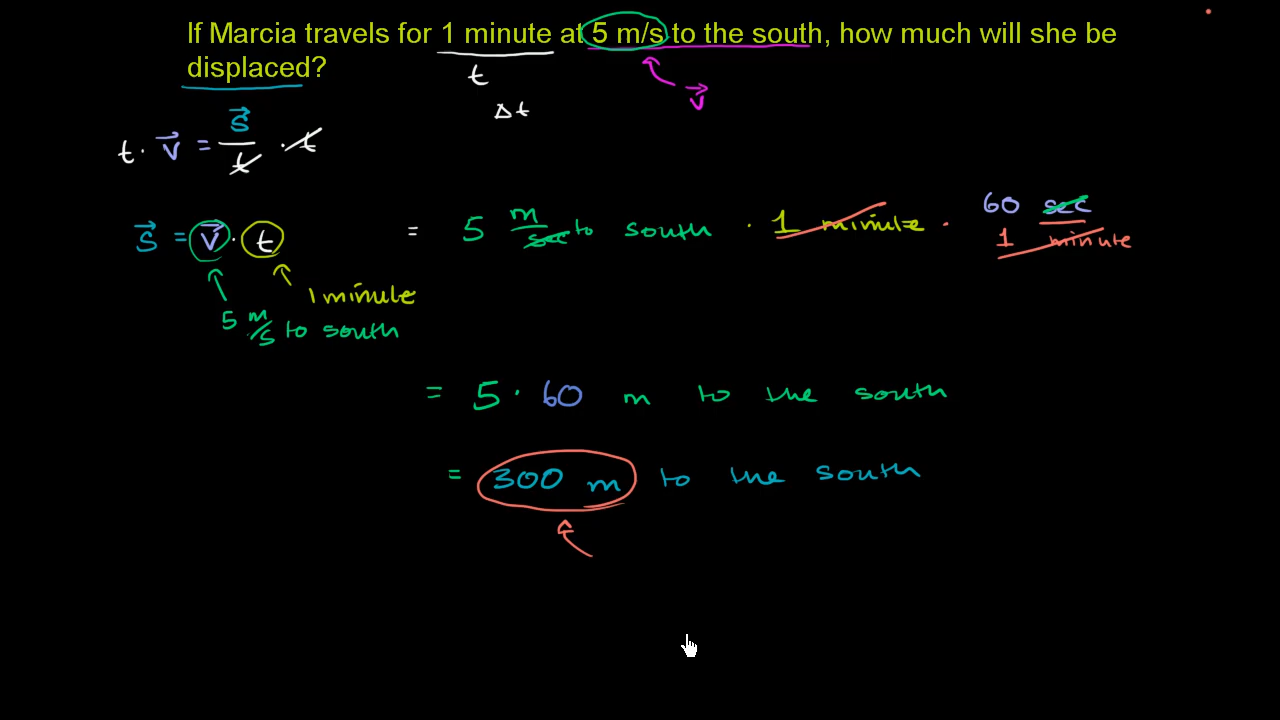 If Marcia travels for 1 minute at 5 m/s to the south, how much will she be
displaced?
t
Δt
v⃗
t · v⃗ = s⃗/t · t
s⃗ = v⃗ · t = 5 m/sec to south · 1 minute · 60 sec/1 minute
1 minute
5 m/s to south
= 5 · 60 m to the south
= 300 m to the south